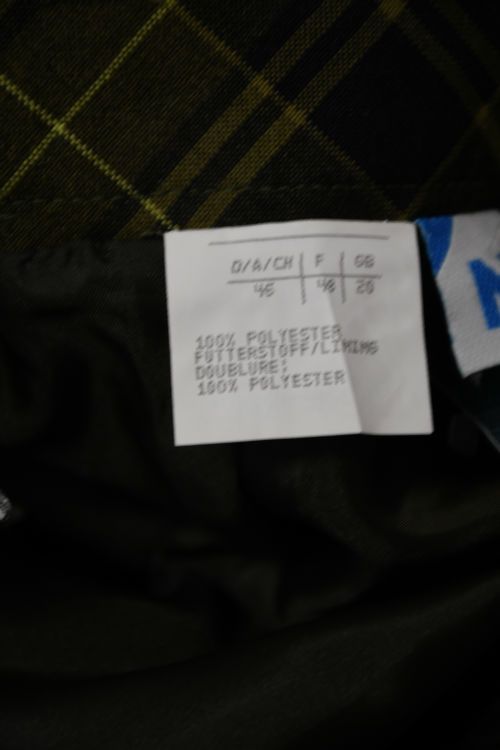 D/A/CH F GB
46 48 20
100% POLYESTER
FUTTERSTOFF/LINING
DOUBLURE:
100% POLYESTER
N